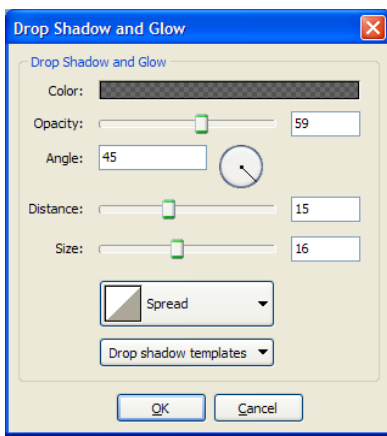 Drop Shadow and Glow
Drop Shadow and Glow
Color:
Opacity: 59
Angle: 45
Distance: 15
Size: 16
Spread
Drop shadow templates
OK Cancel